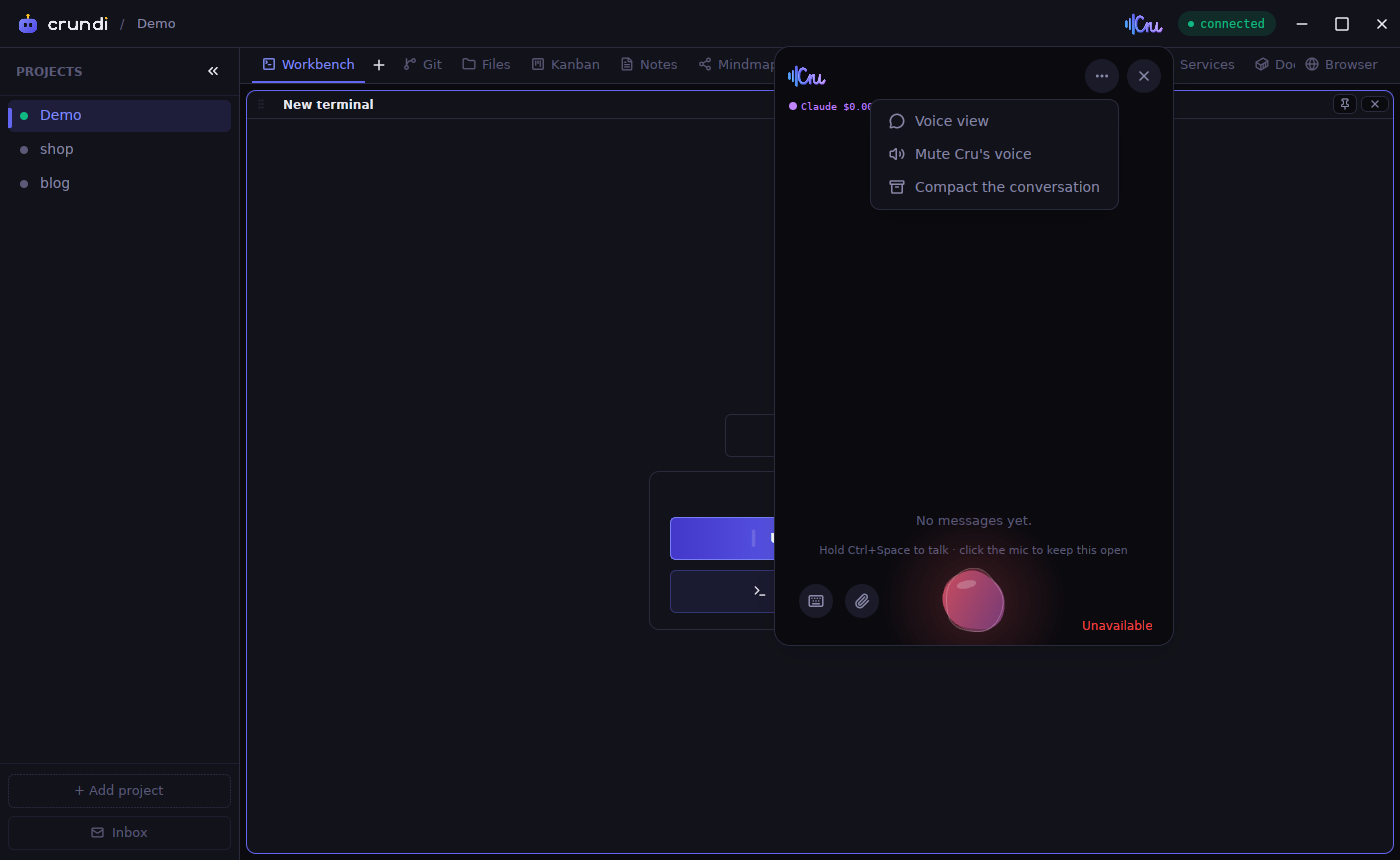 crundi / Demo
Cru
connected
PROJECTS
Demo
shop
blog
+ Add project
Inbox
Workbench
Git
Files
Kanban
Notes
Mindmap
Services
Browser
New terminal
Cru
Claude $0.00
Voice view
Mute Cru's voice
Compact the conversation
No messages yet.
Hold Ctrl+Space to talk · click the mic to keep this open
Unavailable